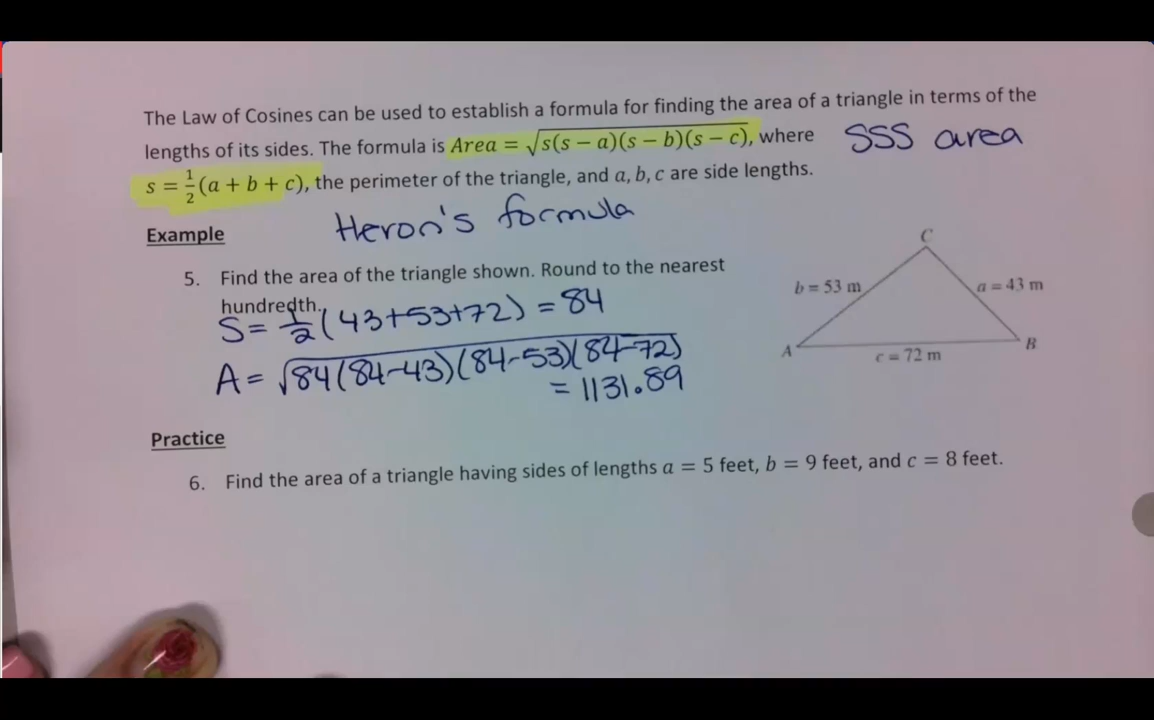 The Law of Cosines can be used to establish a formula for finding the area of a triangle in terms of the
lengths of its sides. The formula is Area = √s(s − a)(s − b)(s − c), where SSS area
s = 1/2(a + b + c), the perimeter of the triangle, and a, b, c are side lengths.
Heron's formula
Example
5. Find the area of the triangle shown. Round to the nearest
hundredth.
S = 1/2 (43+53+72) = 84
A = √84(84-43)(84-53)(84-72)
= 1131.89
C
b = 53 m
a = 43 m
A
B
c = 72 m
Practice
6. Find the area of a triangle having sides of lengths a = 5 feet, b = 9 feet, and c = 8 feet.